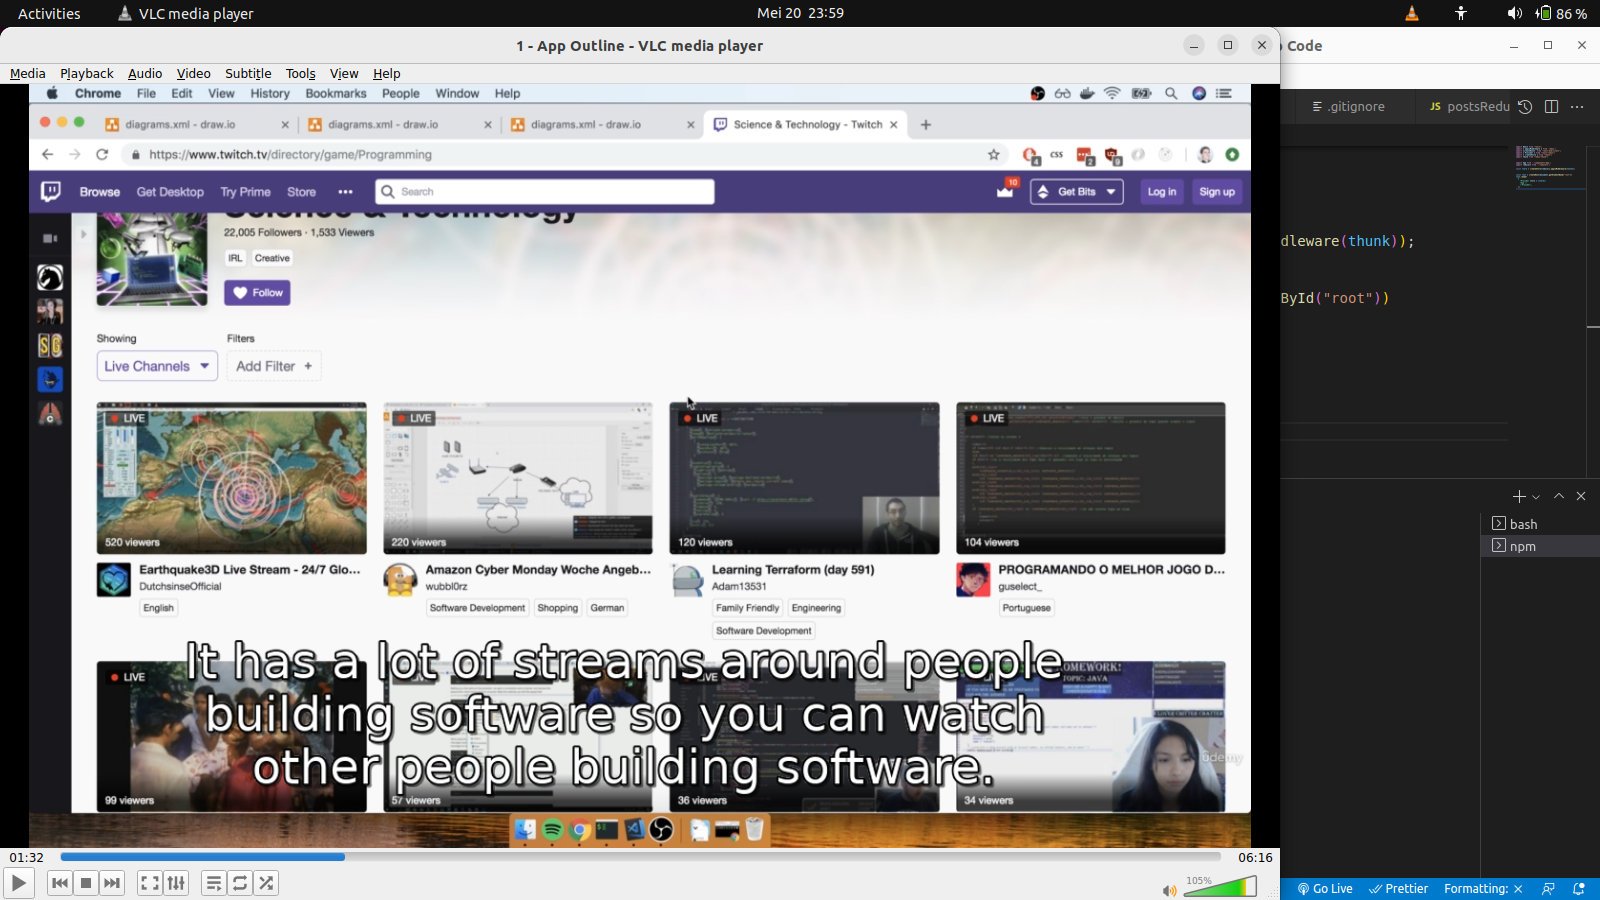 Activities
VLC media player
Mei 20 23:59
86 %
1 - App Outline - VLC media player
Code
Media Playback Audio Video Subtitle Tools View Help
Chrome File Edit View History Bookmarks People Window Help
diagrams.xml - draw.io
diagrams.xml - draw.io
diagrams.xml - draw.io
Science & Technology - Twitch
.gitignore
JS postsRedu
https://www.twitch.tv/directory/game/Programming
CSS
Browse Get Desktop Try Prime Store
Search
10
Get Bits
Log in
Sign up
Science & Technology
22,005 Followers · 1,533 Viewers
IRL Creative
Follow
dleware(thunk));
ById("root"))
Showing
Filters
Live Channels
Add Filter +
LIVE
LIVE
LIVE
LIVE
520 viewers
220 viewers
120 viewers
104 viewers
Earthquake3D Live Stream - 24/7 Glo...
DutchsinseOfficial
English
Amazon Cyber Monday Woche Angeb...
wubbl0rz
Software Development Shopping German
Learning Terraform (day 591)
Adam13531
Family Friendly Engineering
Software Development
PROGRAMANDO O MELHOR JOGO D...
guselect_
Portuguese
bash
npm
It has a lot of streams around people
building software so you can watch
other people building software.
LIVE
LIVE
TOPIC: JAVA
udemy
99 viewers
57 viewers
36 viewers
34 viewers
01:32
06:16
105%
Go Live
Prettier
Formatting: